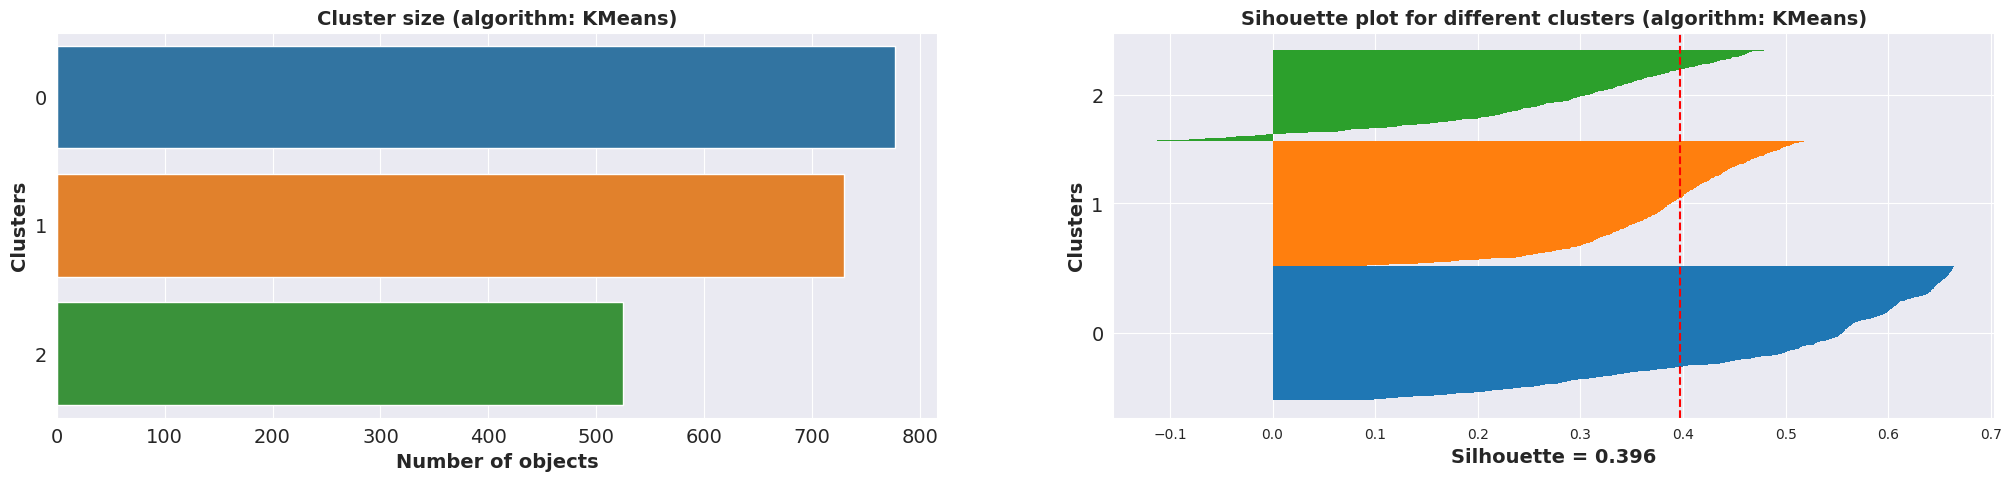 Cluster size (algorithm: KMeans)
Clusters
0
1
2
0 100 200 300 400 500 600 700 800
Number of objects
Sihouette plot for different clusters (algorithm: KMeans)
Clusters
2
1
0
−0.1 0.0 0.1 0.2 0.3 0.4 0.5 0.6 0.7
Silhouette = 0.396